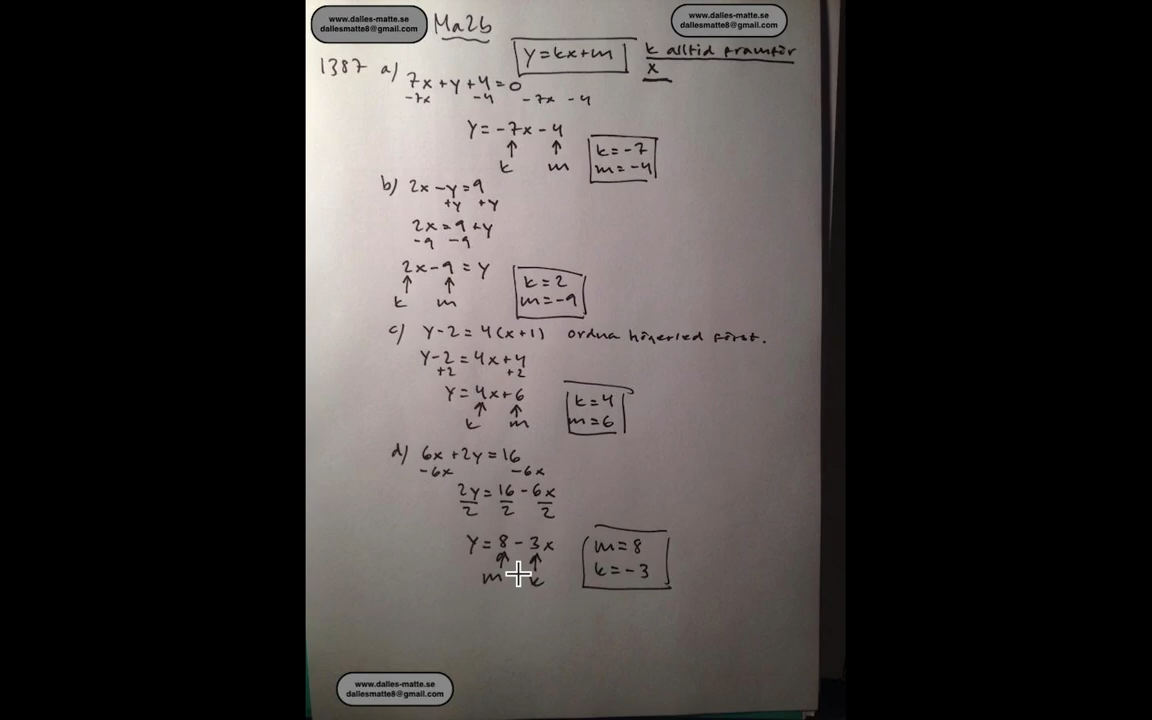 www.dalles-matte.se
dallesmatte8@gmail.com
www.dalles-matte.se
dallesmatte8@gmail.com
Ma2b
y=kx+m
k alltid framför
x
1387 a) 7x+y+4=0
-7x -4 -7x -4
y=-7x-4
↑ ↑
k m
k=-7
m=-4
b) 2x-y=9
+y +y
2x=9+y
-9 -9
2x-9=y
↑ ↑
k m
k=2
m=-9
c) y-2=4(x+1) ordna högerled först.
y-2=4x+4
+2 +2
y=4x+6
↑ ↑
k m
k=4
m=6
d) 6x+2y=16
-6x -6x
2y=16-6x
2 2 2
y=8-3x
↑ ↑
m k
m=8
k=-3
www.dalles-matte.se
dallesmatte8@gmail.com